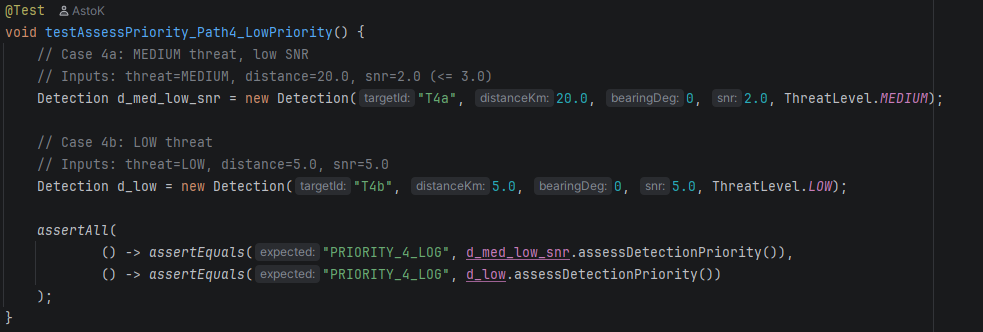 @Test AstoK
void testAssessPriority_Path4_LowPriority() {
// Case 4a: MEDIUM threat, low SNR
// Inputs: threat=MEDIUM, distance=20.0, snr=2.0 (<= 3.0)
Detection d_med_low_snr = new Detection( targetId: "T4a", distanceKm: 20.0, bearingDeg: 0, snr: 2.0, ThreatLevel.MEDIUM);
// Case 4b: LOW threat
// Inputs: threat=LOW, distance=5.0, snr=5.0
Detection d_low = new Detection( targetId: "T4b", distanceKm: 5.0, bearingDeg: 0, snr: 5.0, ThreatLevel.LOW);
assertAll(
() -> assertEquals( expected: "PRIORITY_4_LOG", d_med_low_snr.assessDetectionPriority()),
() -> assertEquals( expected: "PRIORITY_4_LOG", d_low.assessDetectionPriority())
);
}